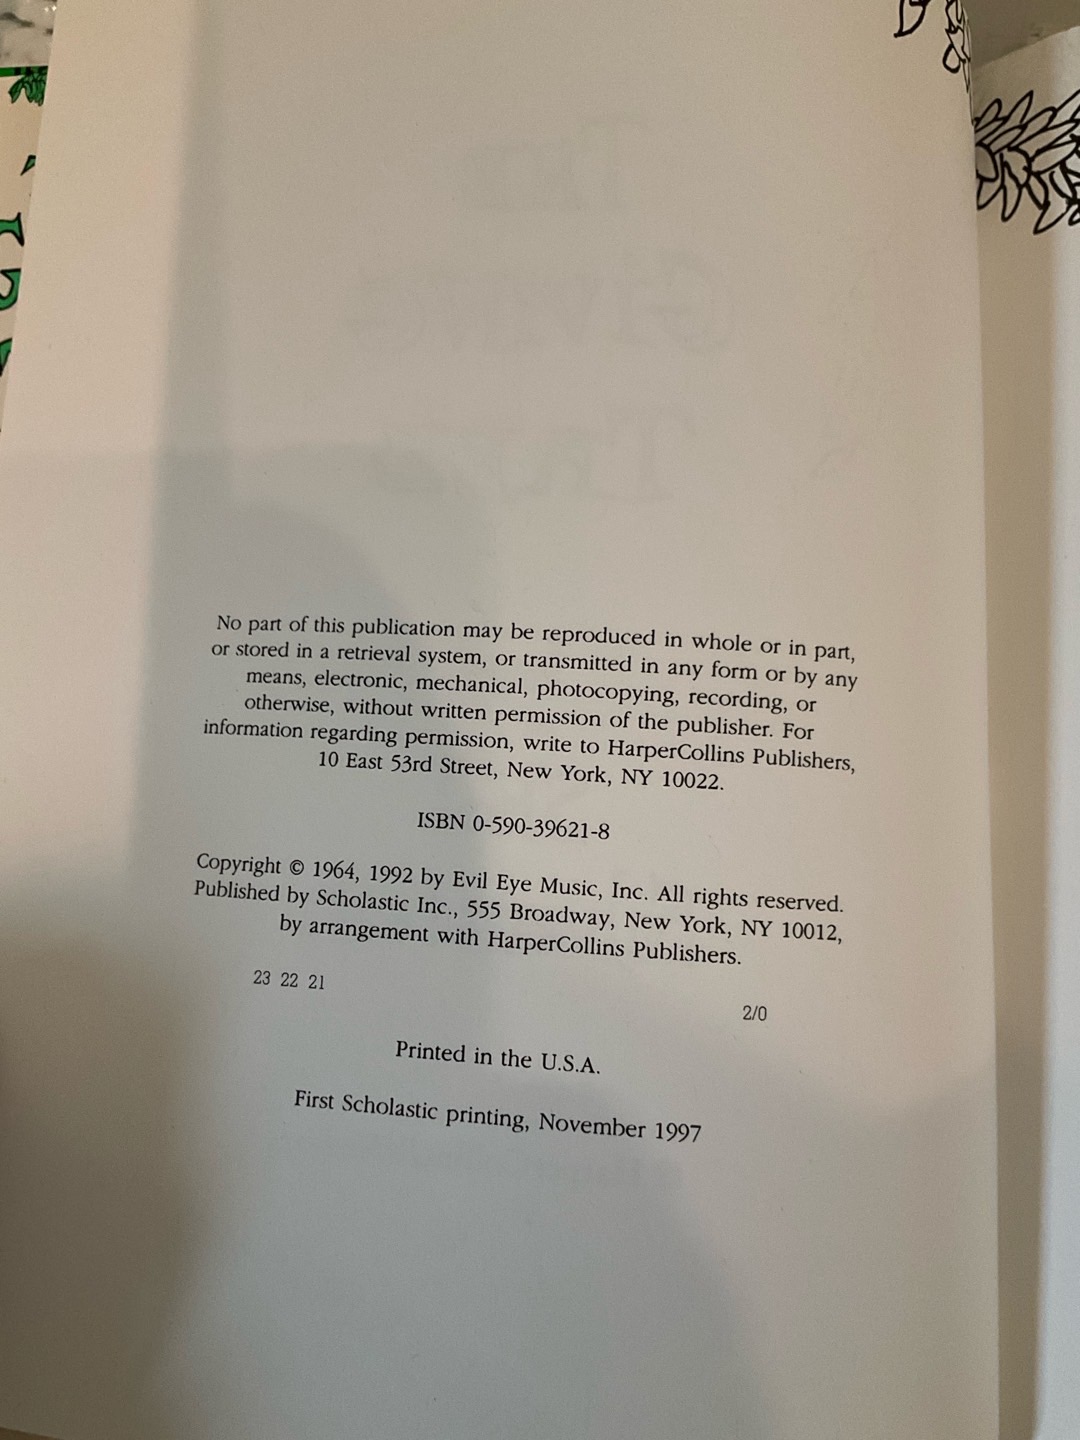 No part of this publication may be reproduced in whole or in part,
or stored in a retrieval system, or transmitted in any form or by any
means, electronic, mechanical, photocopying, recording, or
otherwise, without written permission of the publisher. For
information regarding permission, write to HarperCollins Publishers,
10 East 53rd Street, New York, NY 10022.
ISBN 0-590-39621-8
Copyright © 1964, 1992 by Evil Eye Music, Inc. All rights reserved.
Published by Scholastic Inc., 555 Broadway, New York, NY 10012,
by arrangement with HarperCollins Publishers.
23 22 21
2/0
Printed in the U.S.A.
First Scholastic printing, November 1997